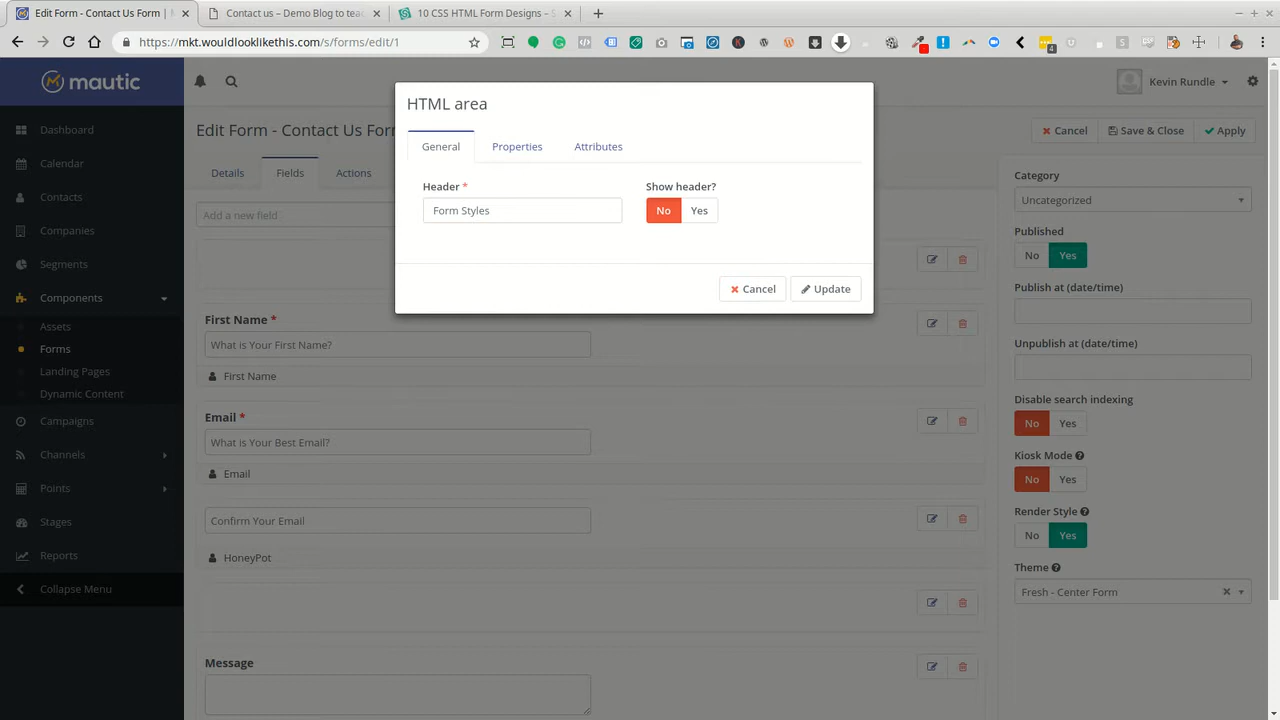 Edit Form - Contact Us Form |
Contact us – Demo Blog to teac
10 CSS HTML Form Designs –
https://mkt.wouldlooklikethis.com/s/forms/edit/1
4
mautic
Kevin Rundle
Dashboard
Calendar
Contacts
Companies
Segments
Components
Assets
Forms
Landing Pages
Dynamic Content
Campaigns
Channels
Points
Stages
Reports
Collapse Menu
Edit Form - Contact Us For
Cancel
Save & Close
Apply
Details
Fields
Actions
Add a new field
First Name *
What is Your First Name?
First Name
Email *
What is Your Best Email?
Email
Confirm Your Email
HoneyPot
Message
HTML area
General
Properties
Attributes
Header *
Form Styles
Show header?
No
Yes
Cancel
Update
Category
Uncategorized
Published
No
Yes
Publish at (date/time)
Unpublish at (date/time)
Disable search indexing
No
Yes
Kiosk Mode
No
Yes
Render Style
No
Yes
Theme
Fresh - Center Form